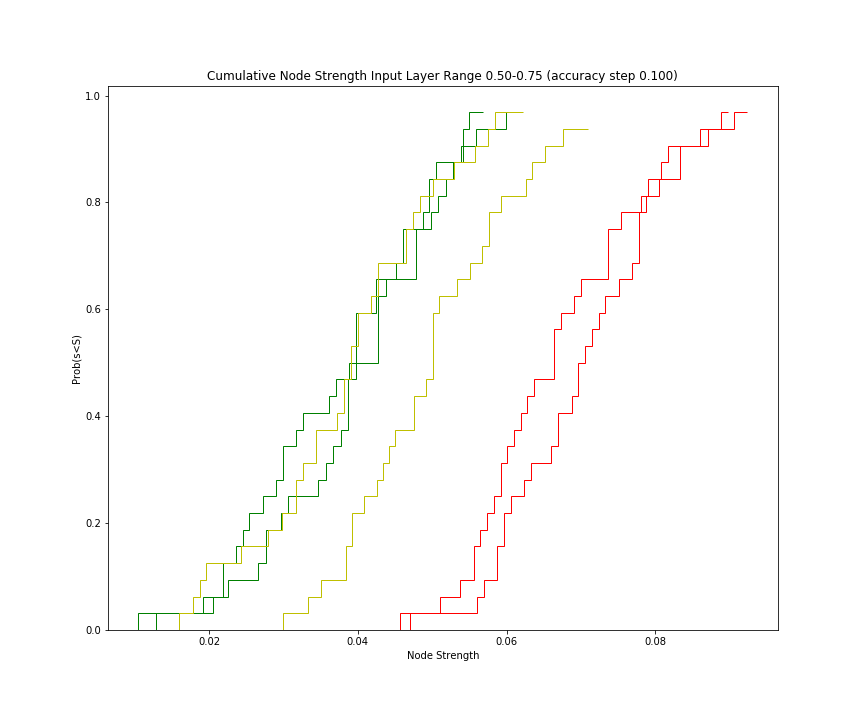 Cumulative Node Strength Input Layer Range 0.50-0.75 (accuracy step 0.100)
1.0
0.8
0.6
0.4
0.2
0.0
Prob(s<S)
0.02 0.04 0.06 0.08
Node Strength